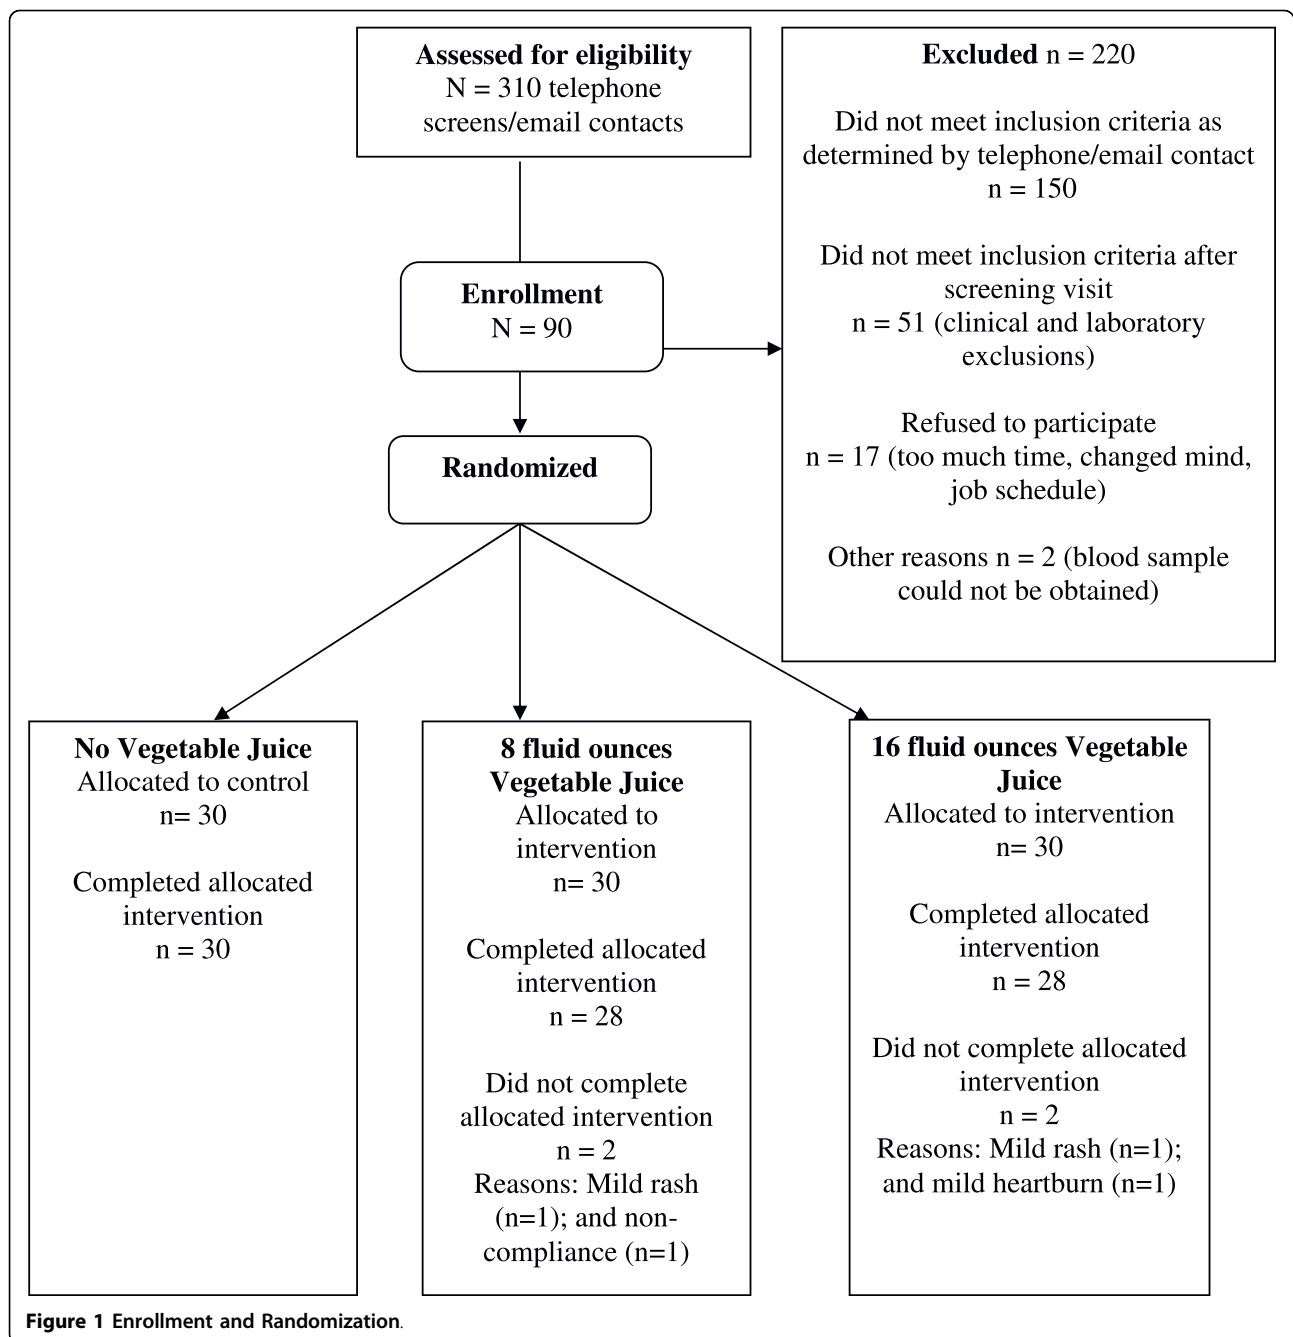 Assessed for eligibility
N = 310 telephone
screens/email contacts
Excluded n = 220
Did not meet inclusion criteria as
determined by telephone/email contact
n = 150
Did not meet inclusion criteria after
screening visit
n = 51 (clinical and laboratory
exclusions)
Refused to participate
n = 17 (too much time, changed mind,
job schedule)
Other reasons n = 2 (blood sample
could not be obtained)
Enrollment
N = 90
Randomized
No Vegetable Juice
Allocated to control
n= 30
Completed allocated
intervention
n = 30
8 fluid ounces
Vegetable Juice
Allocated to
intervention
n= 30
Completed allocated
intervention
n = 28
Did not complete
allocated intervention
n = 2
Reasons: Mild rash
(n=1); and non-
compliance (n=1)
16 fluid ounces Vegetable
Juice
Allocated to intervention
n= 30
Completed allocated
intervention
n = 28
Did not complete allocated
intervention
n = 2
Reasons: Mild rash (n=1);
and mild heartburn (n=1)
Figure 1 Enrollment and Randomization.